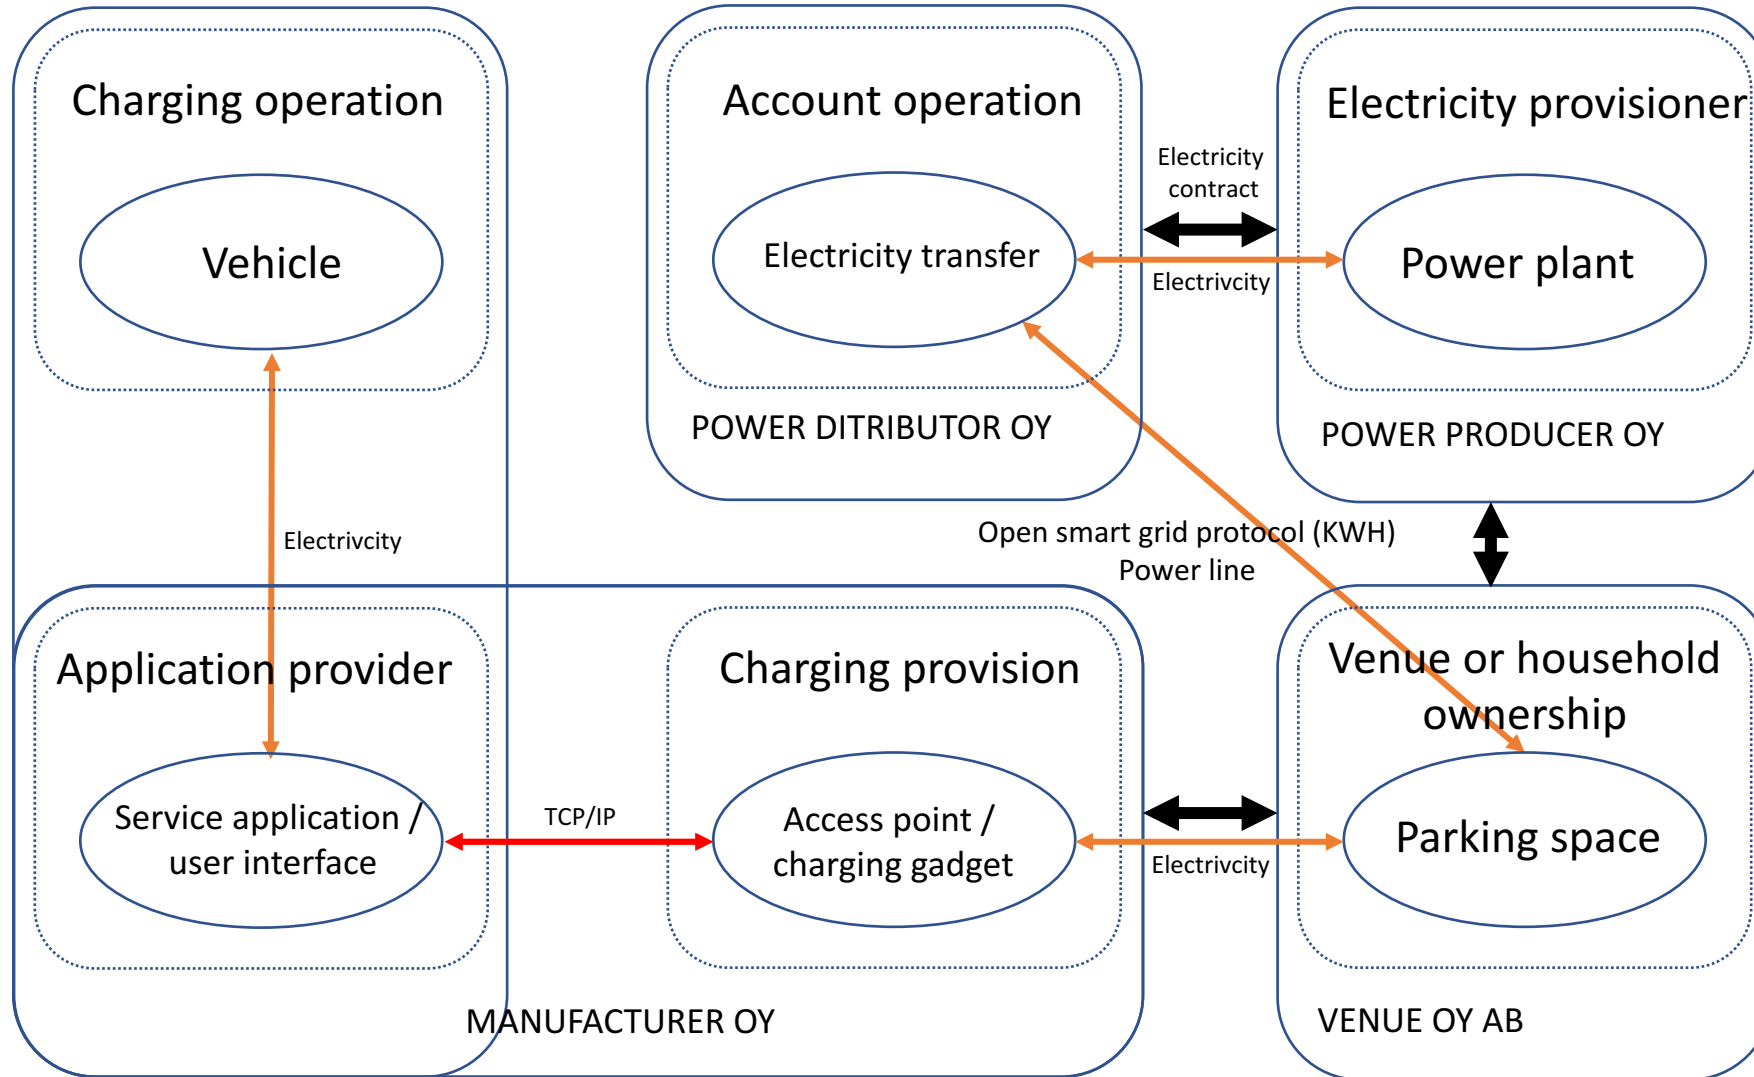 Charging operation
Vehicle
Account operation
Electricity transfer
POWER DITRIBUTOR OY
Electricity
contract
Electrivcity
Electricity provisioner
Power plant
POWER PRODUCER OY
Electrivcity
Open smart grid protocol (KWH)
Power line
Application provider
Service application /
user interface
TCP/IP
Charging provision
Access point /
charging gadget
MANUFACTURER OY
Electrivcity
Venue or household
ownership
Parking space
VENUE OY AB